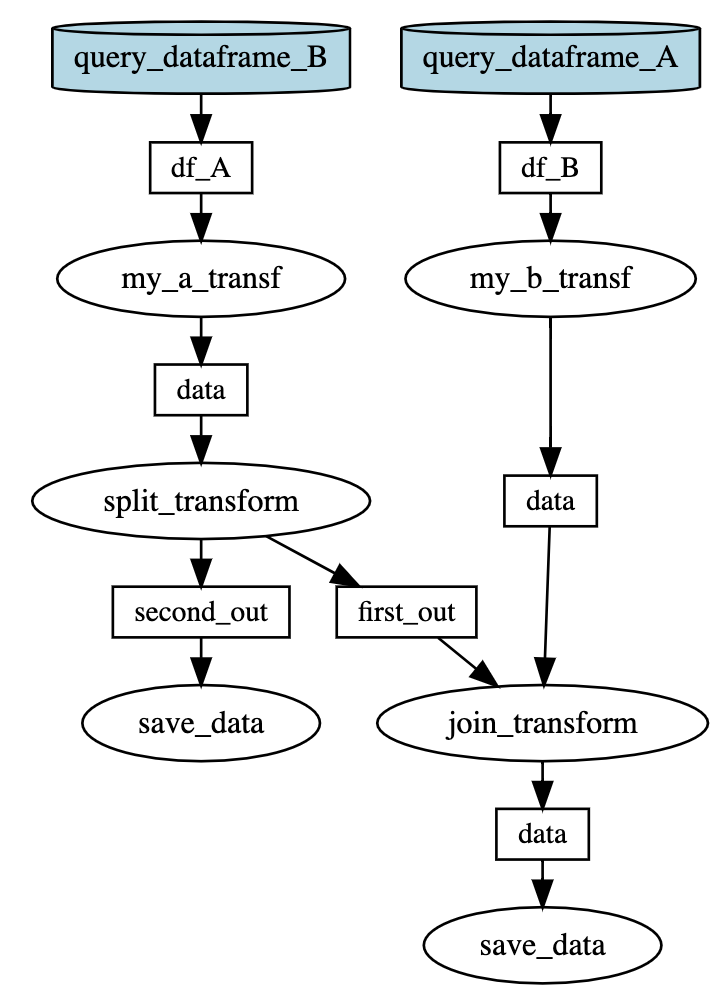 query_dataframe_B
query_dataframe_A
df_A
df_B
my_a_transf
my_b_transf
data
split_transform
data
second_out
first_out
save_data
join_transform
data
save_data